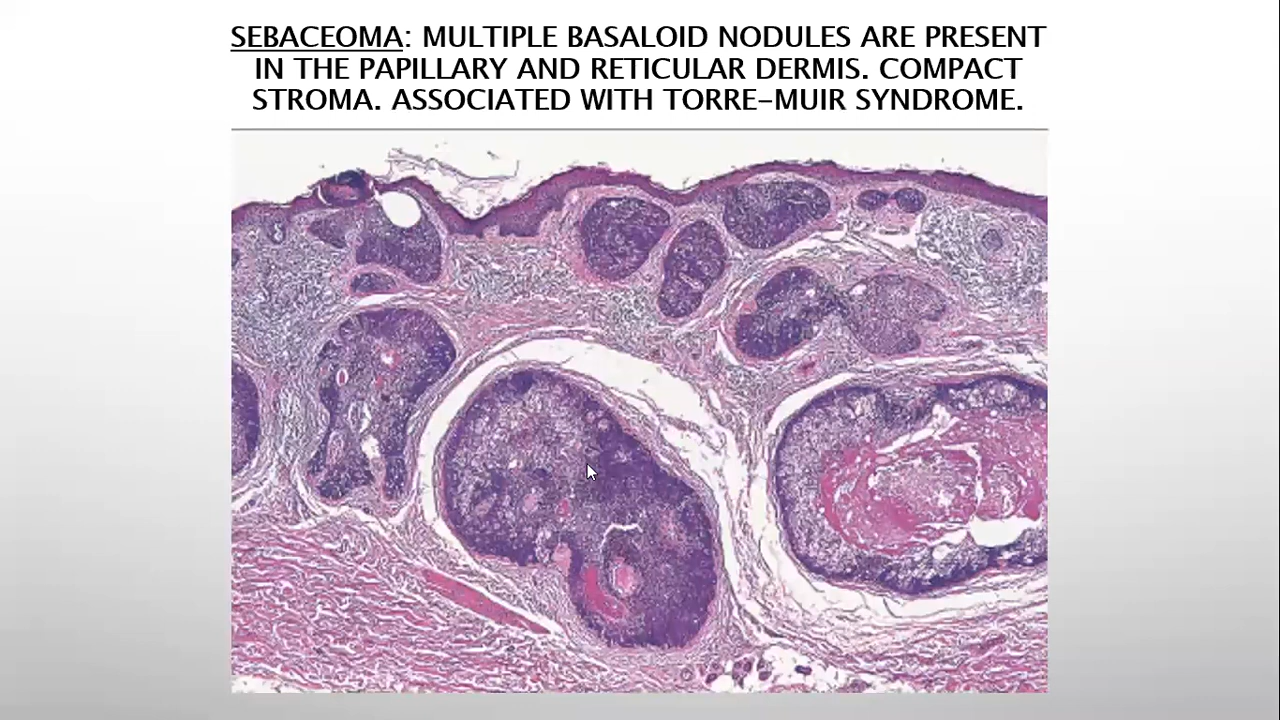 SEBACEOMA: MULTIPLE BASALOID NODULES ARE PRESENT
IN THE PAPILLARY AND RETICULAR DERMIS. COMPACT
STROMA. ASSOCIATED WITH TORRE-MUIR SYNDROME.